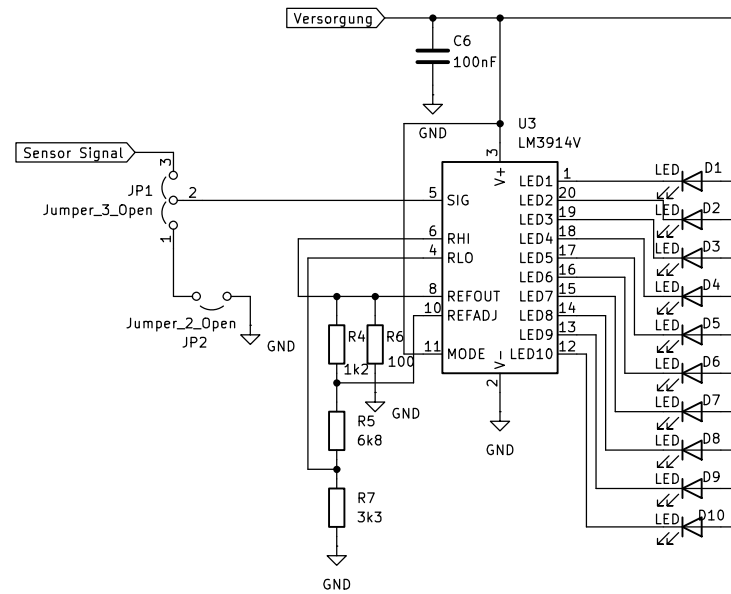 Versorgung
C6
100nF
GND
U3
LM3914V
Sensor Signal
3
JP1
2
Jumper_3_Open
1
Jumper_2_Open
JP2
GND
3
V+
5
SIG
6
RHI
4
RLO
8
REFOUT
10
REFADJ
11
MODE
V-
2
GND
LED1
1
LED2
20
LED3
19
LED4
18
LED5
17
LED6
16
LED7
15
LED8
14
LED9
13
LED10
12
R4
1k2
R6
100
GND
R5
6k8
R7
3k3
GND
LED D1
LED D2
LED D3
LED D4
LED D5
LED D6
LED D7
LED D8
LED D9
LED D10